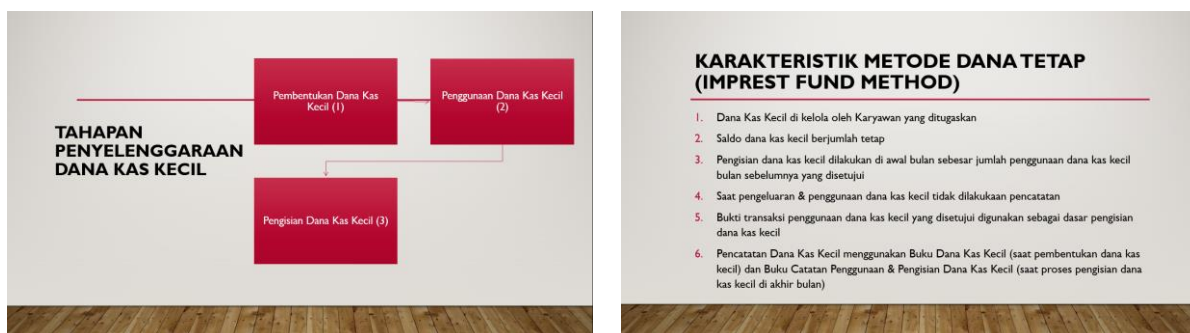 TAHAPAN
PENYELENGGARAAN
DANA KAS KECIL
Pembentukan Dana Kas
Kecil (1)
Penggunaan Dana Kas Kecil
(2)
Pengisian Dana Kas Kecil (3)
KARAKTERISTIK METODE DANA TETAP
(IMPREST FUND METHOD)
1. Dana Kas Kecil di kelola oleh Karyawan yang ditugaskan
2. Saldo dana kas kecil berjumlah tetap
3. Pengisian dana kas kecil dilakukan di awal bulan sebesar jumlah penggunaan dana kas kecil
bulan sebelumnya yang disetujui
4. Saat pengeluaran & penggunaan dana kas kecil tidak dilakukaan pencatatan
5. Bukti transaksi penggunaan dana kas kecil yang disetujui digunakan sebagai dasar pengisian
dana kas kecil
6. Pencatatan Dana Kas Kecil menggunakan Buku Dana Kas Kecil (saat pembentukan dana kas
kecil) dan Buku Catatan Penggunaan & Pengisian Dana Kas Kecil (saat proses pengisian dana
kas kecil di akhir bulan)